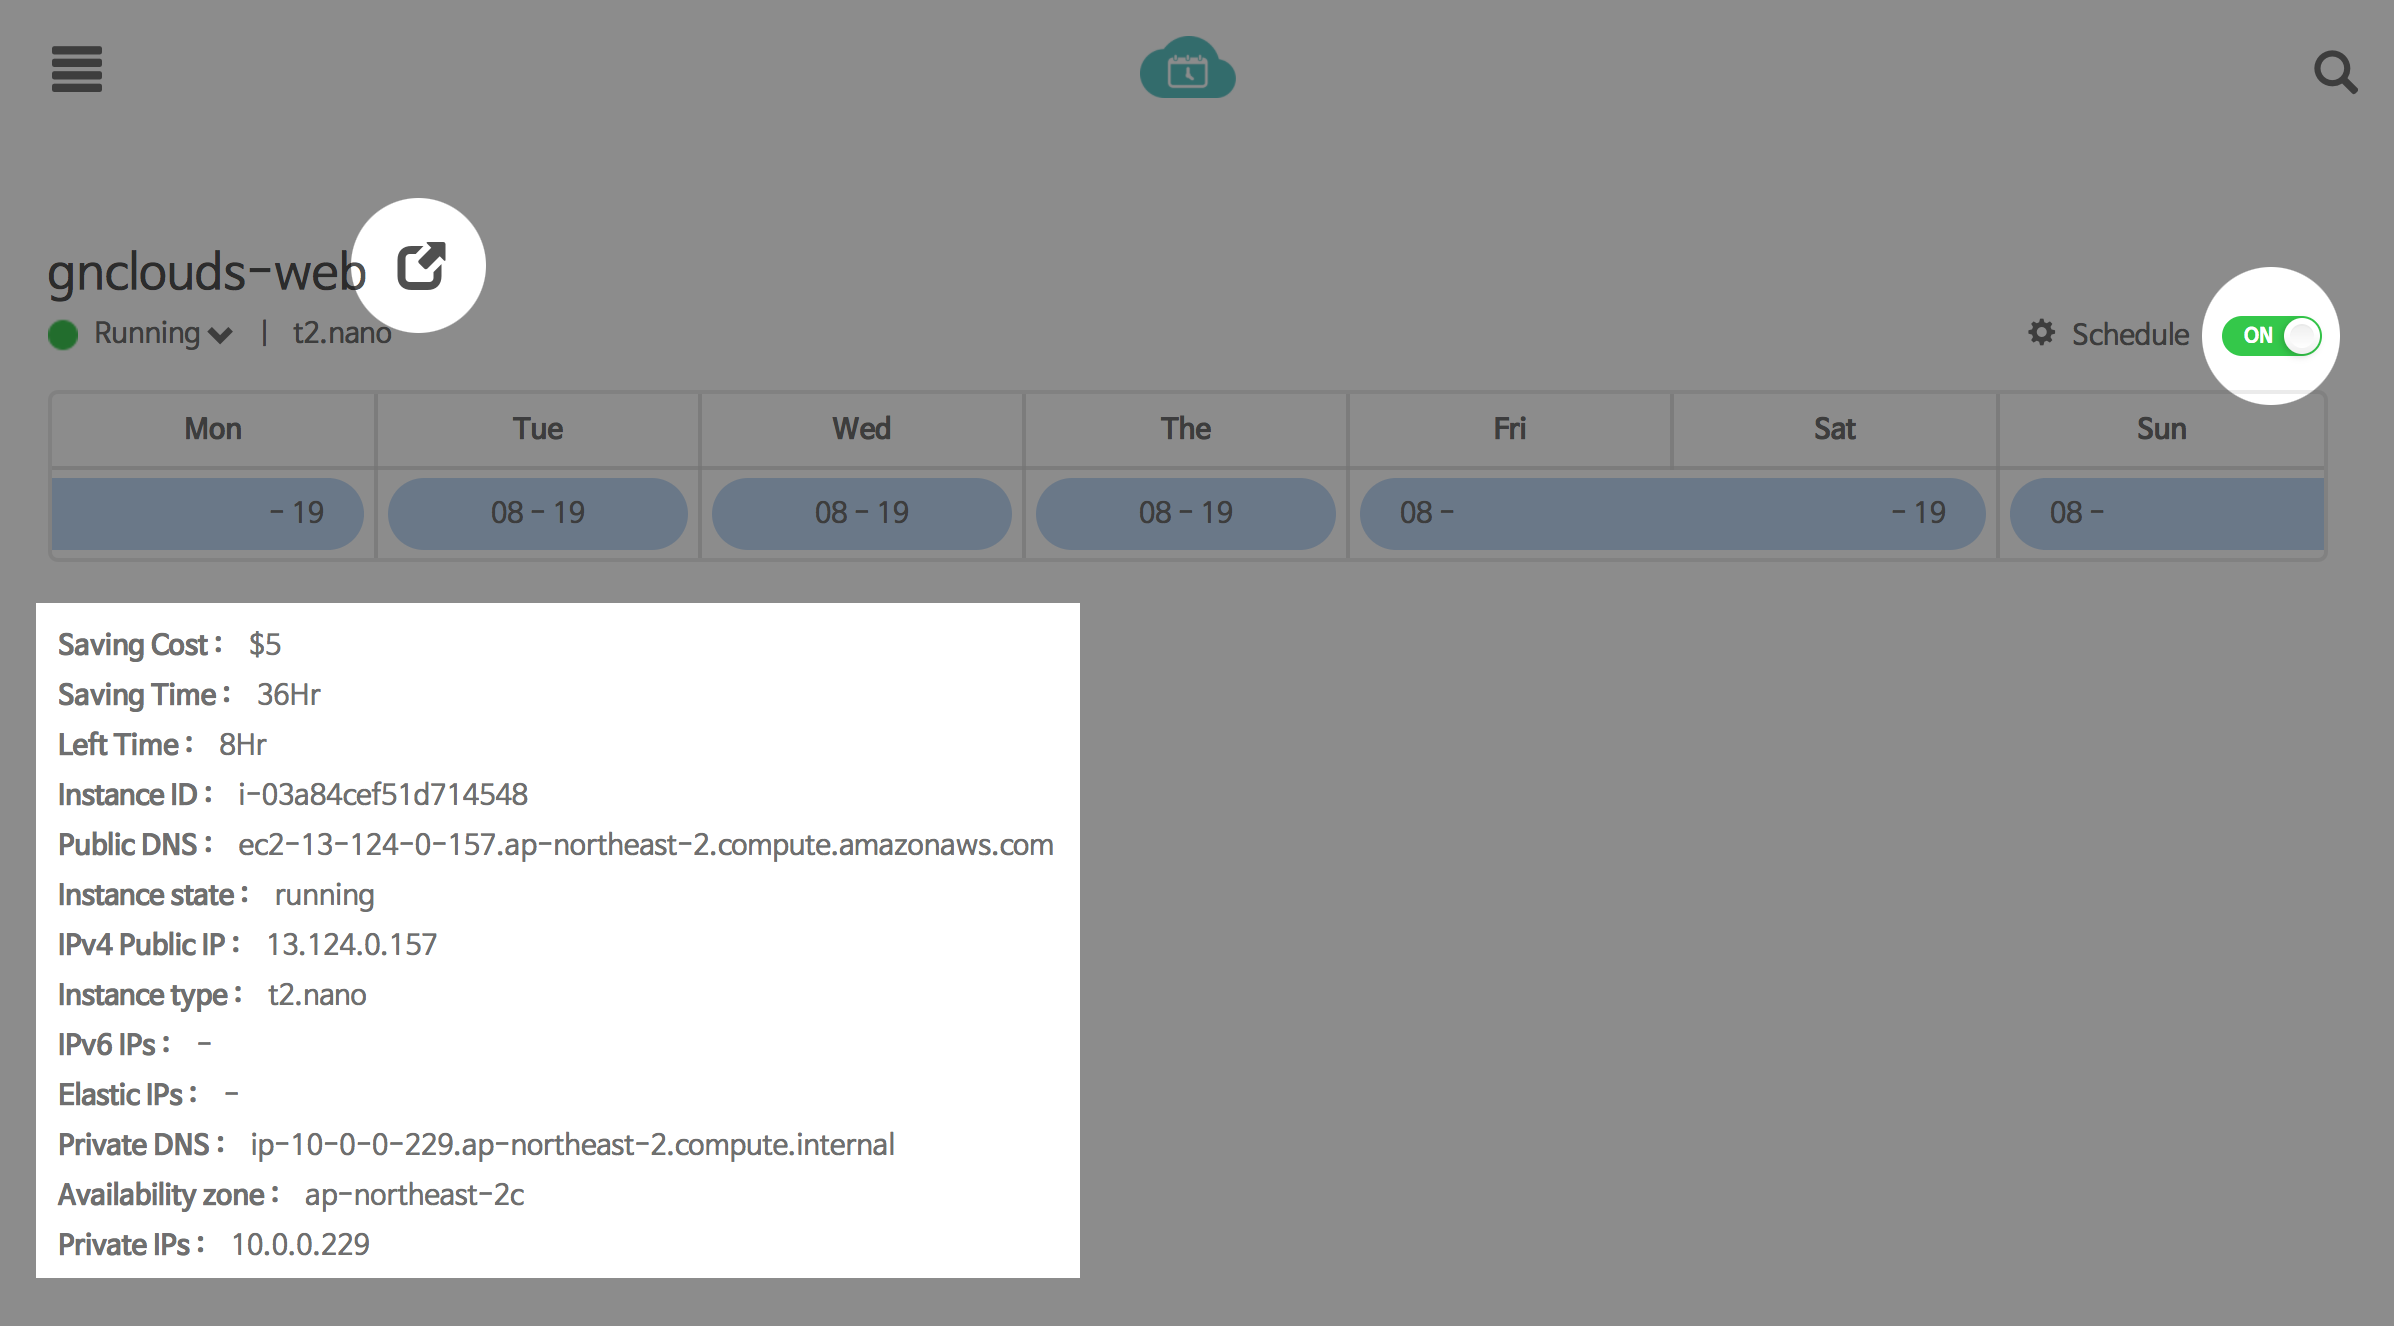 gnclouds-web
Running | t2.nano
Schedule ON
Mon Tue Wed The Fri Sat Sun
- 19 08 - 19 08 - 19 08 - 19 08 - - 19 08 -
Saving Cost : $5
Saving Time : 36Hr
Left Time : 8Hr
Instance ID : i-03a84cef51d714548
Public DNS : ec2-13-124-0-157.ap-northeast-2.compute.amazonaws.com
Instance state : running
IPv4 Public IP : 13.124.0.157
Instance type : t2.nano
IPv6 IPs : -
Elastic IPs : -
Private DNS : ip-10-0-0-229.ap-northeast-2.compute.internal
Availability zone : ap-northeast-2c
Private IPs : 10.0.0.229